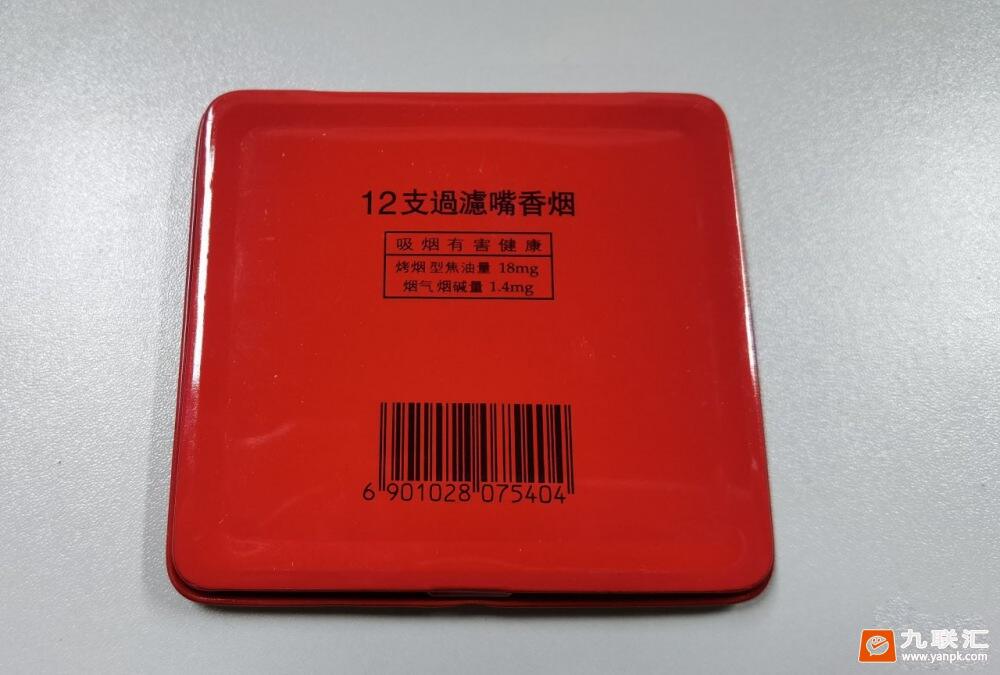 12支過濾嘴香烟
吸烟有害健康
烤烟型焦油量 18mg
烟气烟碱量 1.4mg
6 901028 075404
九联汇
www.yanpk.com